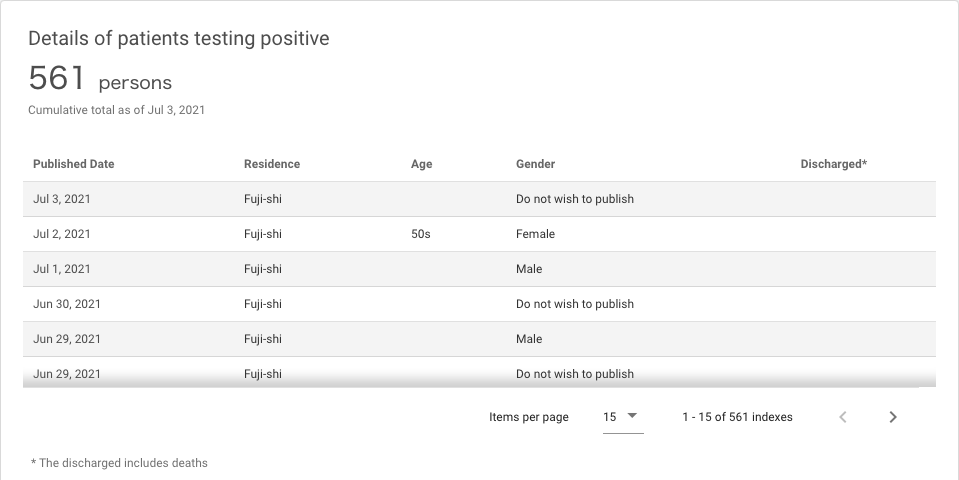 Details of patients testing positive
561 persons
Cumulative total as of Jul 3, 2021
Published Date Residence Age Gender Discharged*
Jul 3, 2021 Fuji-shi Do not wish to publish
Jul 2, 2021 Fuji-shi 50s Female
Jul 1, 2021 Fuji-shi Male
Jun 30, 2021 Fuji-shi Do not wish to publish
Jun 29, 2021 Fuji-shi Male
Jun 29, 2021 Fuji-shi Do not wish to publish
Items per page 15 1 - 15 of 561 indexes
* The discharged includes deaths